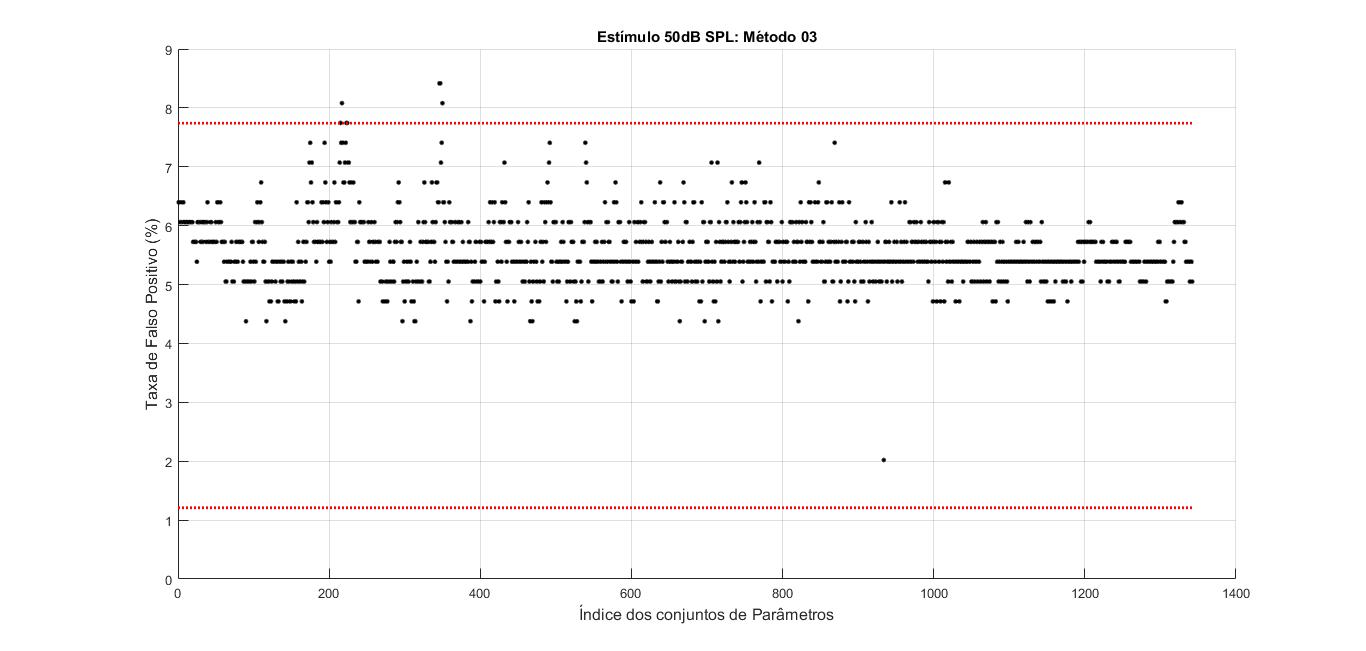 Estímulo 50dB SPL: Método 03
Taxa de Falso Positivo (%)
9
8
7
6
5
4
3
2
1
0
0 200 400 600 800 1000 1200 1400
Índice dos conjuntos de Parâmetros